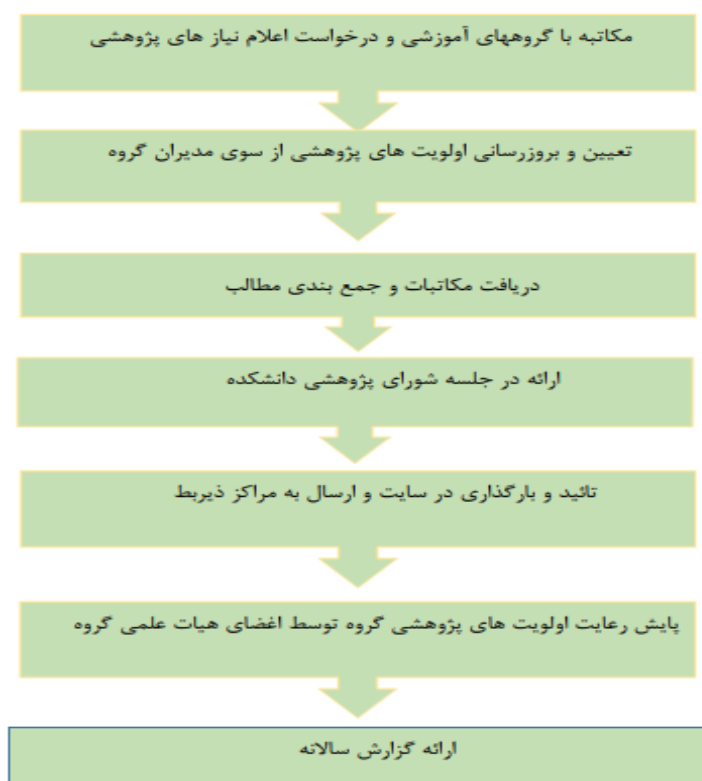 مکاتبه با گروههای آموزشی و درخواست اعلام نیاز های پژوهشی
تعیین و بروزرسانی اولویت های پژوهشی از سوی مدیران گروه
دریافت مکاتبات و جمع بندی مطالب
ارائه در جلسه شورای پژوهشی دانشکده
تائید و بارگذاری در سایت و ارسال به مراکز ذیربط
پایش رعایت اولویت های پژوهشی گروه توسط اغضای هیات علمی گروه
ارائه گزارش سالانه